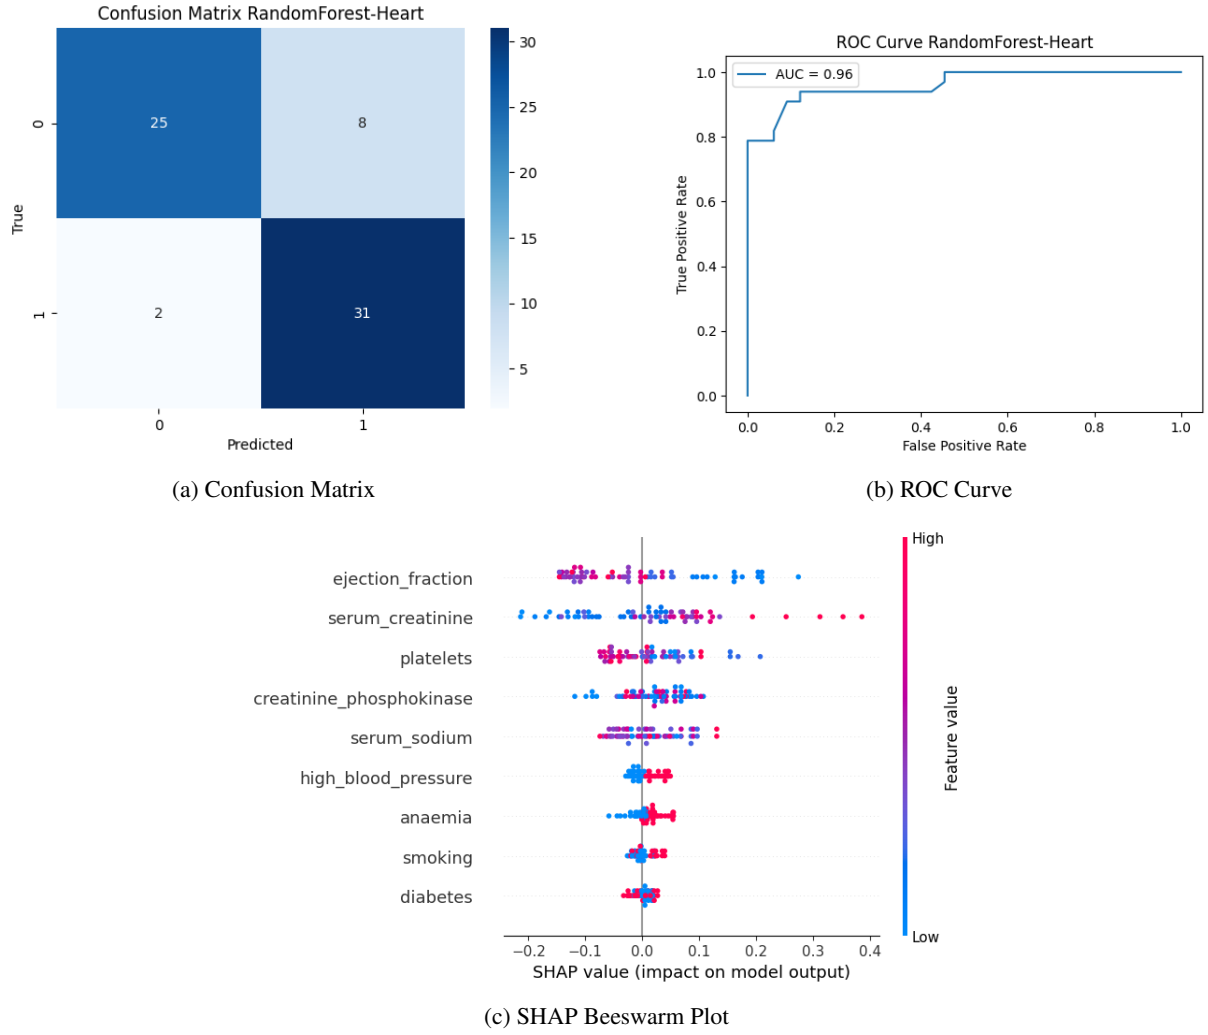 Confusion Matrix RandomForest-Heart
True
0
1
25
8
2
31
0
1
Predicted
30
25
20
15
10
5
(a) Confusion Matrix
ROC Curve RandomForest-Heart
AUC = 0.96
True Positive Rate
1.0
0.8
0.6
0.4
0.2
0.0
0.0
0.2
0.4
0.6
0.8
1.0
False Positive Rate
(b) ROC Curve
ejection_fraction
serum_creatinine
platelets
creatinine_phosphokinase
serum_sodium
high_blood_pressure
anaemia
smoking
diabetes
−0.2
−0.1
0.0
0.1
0.2
0.3
0.4
SHAP value (impact on model output)
High
Feature value
Low
(c) SHAP Beeswarm Plot